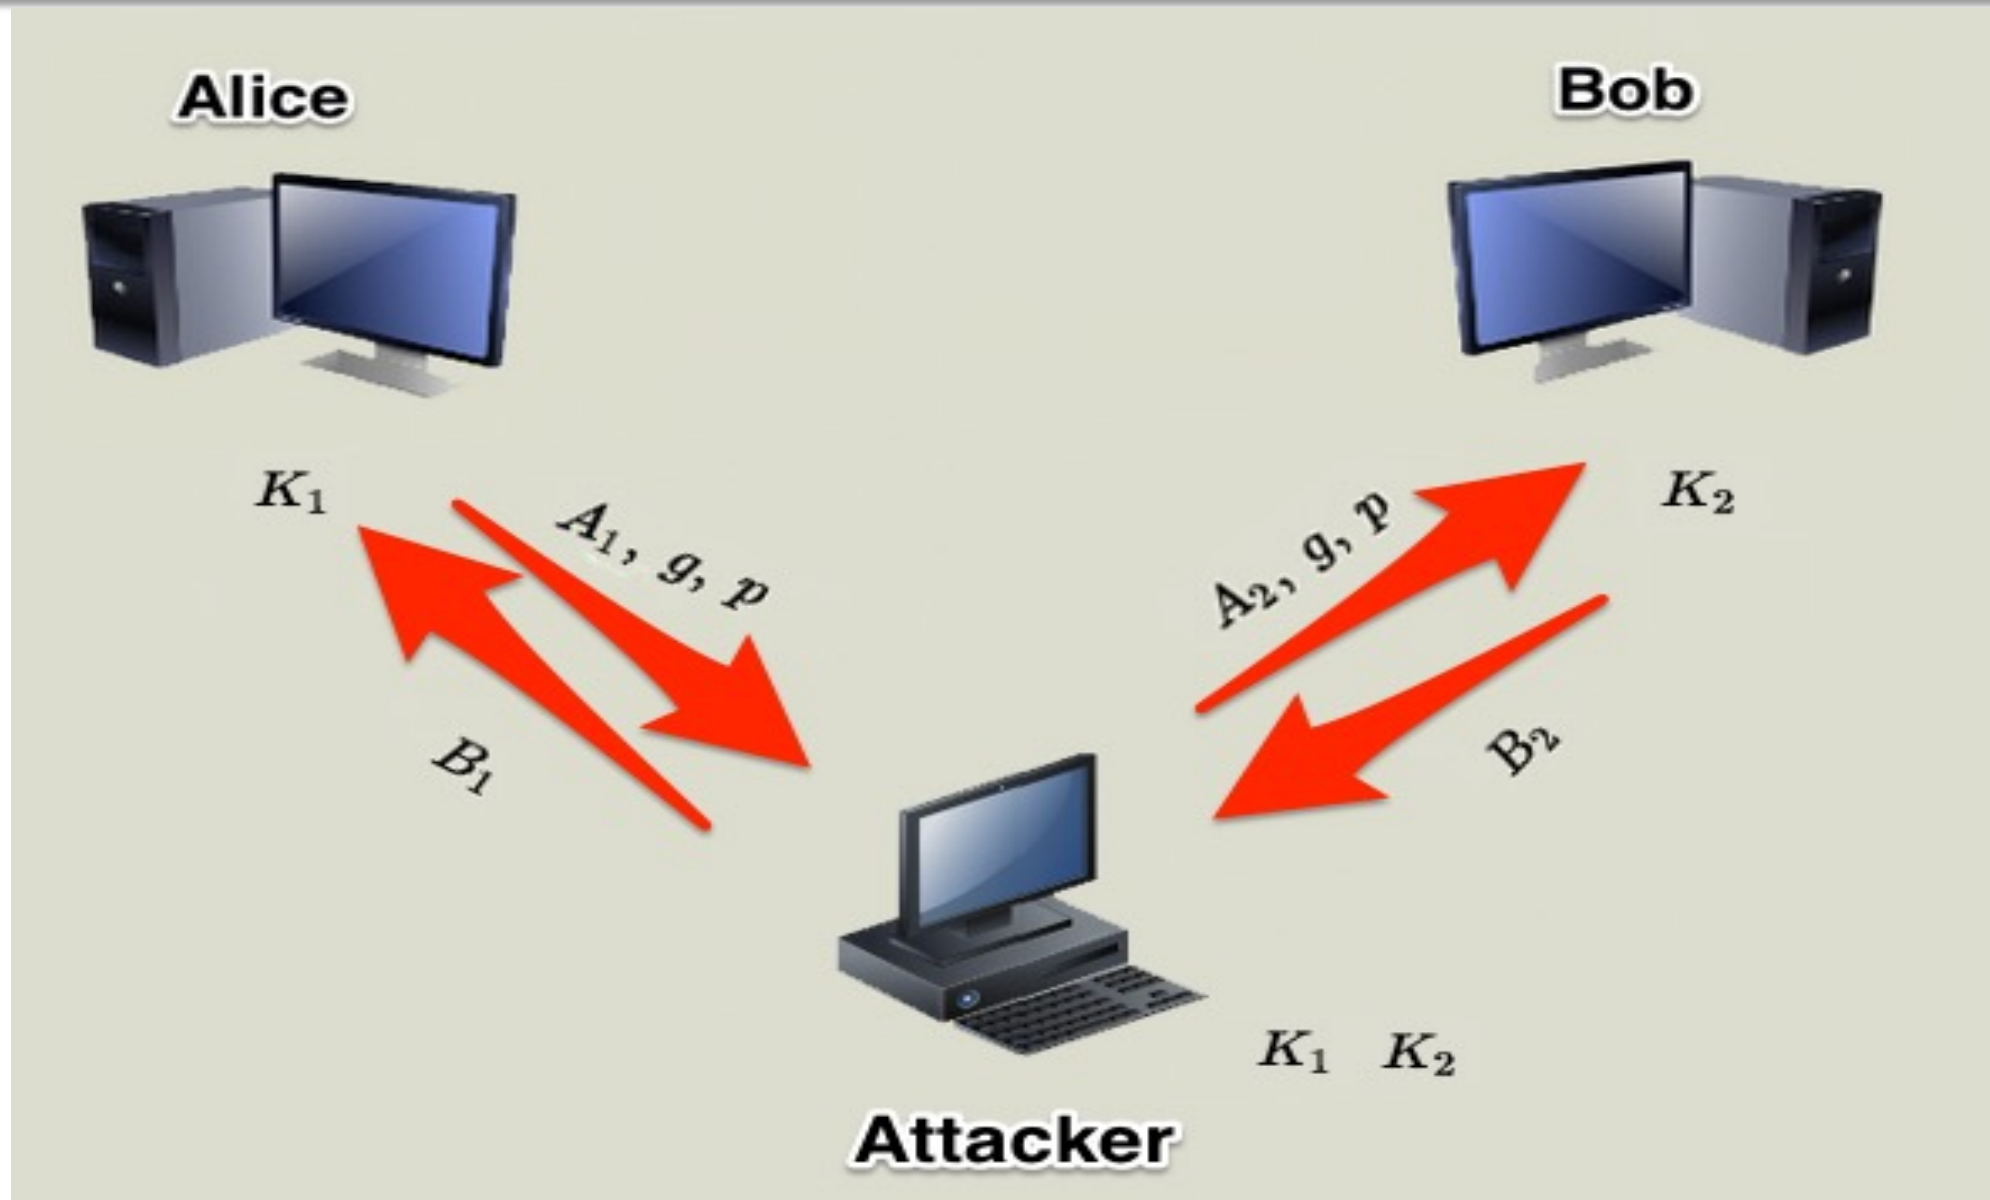 Alice
Bob
K₁
A₁, g, p
A₂, g, p
K₂
B₁
B₂
K₁ K₂
Attacker